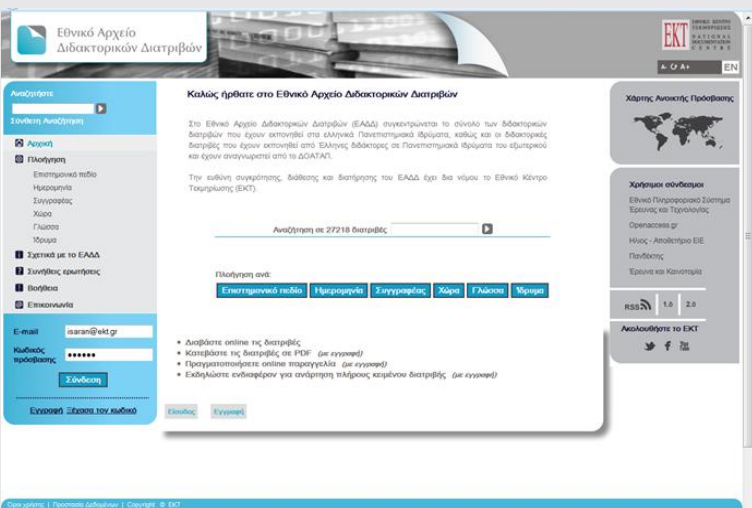 Εθνικό Αρχείο
Διδακτορικών Διατριβών
EKT
ΕΘΝΙΚΟ ΚΕΝΤΡΟ
ΤΕΚΜΗΡΙΩΣΗΣ
NATIONAL
DOCUMENTATION
CENTRE
A+
EN
Αναζητήστε
Σύνθετη Αναζήτηση
Αρχική
Πλοήγηση
Επιστημονικό πεδίο
Ημερομηνία
Συγγραφέας
Χώρα
Γλώσσα
Ίδρυμα
Σχετικά με το ΕΑΔΔ
Συνήθεις ερωτήσεις
Βοήθεια
Επικοινωνία
E-mail
isaran@ekt.gr
Κωδικός
πρόσβασης
Σύνδεση
Εγγραφή Ξέχασα τον κωδικό
Καλώς ήρθατε στο Εθνικό Αρχείο Διδακτορικών Διατριβών
Στο Εθνικό Αρχείο Διδακτορικών Διατριβών (ΕΑΔΔ) συγκεντρώνεται το σύνολο των διδακτορικών
διατριβών που έχουν εκπονηθεί στα ελληνικά Πανεπιστημιακά Ιδρύματα, καθώς και οι διδακτορικές
διατριβές που έχουν εκπονηθεί από Έλληνες διδάκτορες σε Πανεπιστημιακά Ιδρύματα του εξωτερικού
και έχουν αναγνωριστεί από το ΔΟΑΤΑΠ.
Την ευθύνη συγκρότησης, διάθεσης και διατήρησης του ΕΑΔΔ έχει δια νόμου το Εθνικό Κέντρο
Τεκμηρίωσης (ΕΚΤ).
Αναζήτηση σε 27218 διατριβές
Πλοήγηση ανά:
Επιστημονικό πεδίο Ημερομηνία Συγγραφέας Χώρα Γλώσσα Ίδρυμα
Διαβάστε online τις διατριβές
Κατεβάστε τις διατριβές σε PDF (με εγγραφή)
Πραγματοποιήσετε online παραγγελία (με εγγραφή)
Εκδηλώστε ενδιαφέρον για ανάρτηση πλήρους κειμένου διατριβής (με εγγραφή)
Είσοδος Εγγραφή
Χάρτης Ανοικτής Πρόσβασης
Χρήσιμοι σύνδεσμοι
Εθνικό Πληροφοριακό Σύστημα
Έρευνας και Τεχνολογίας
Openaccess.gr
Ήλιος - Αποθετήριο ΕΙΕ
Πανδέκτης
Έρευνα και Καινοτομία
RSS 1.0 2.0
Ακολουθήστε το ΕΚΤ
Όροι χρήσης | Προστασία Δεδομένων | Copyright © ΕΚΤ